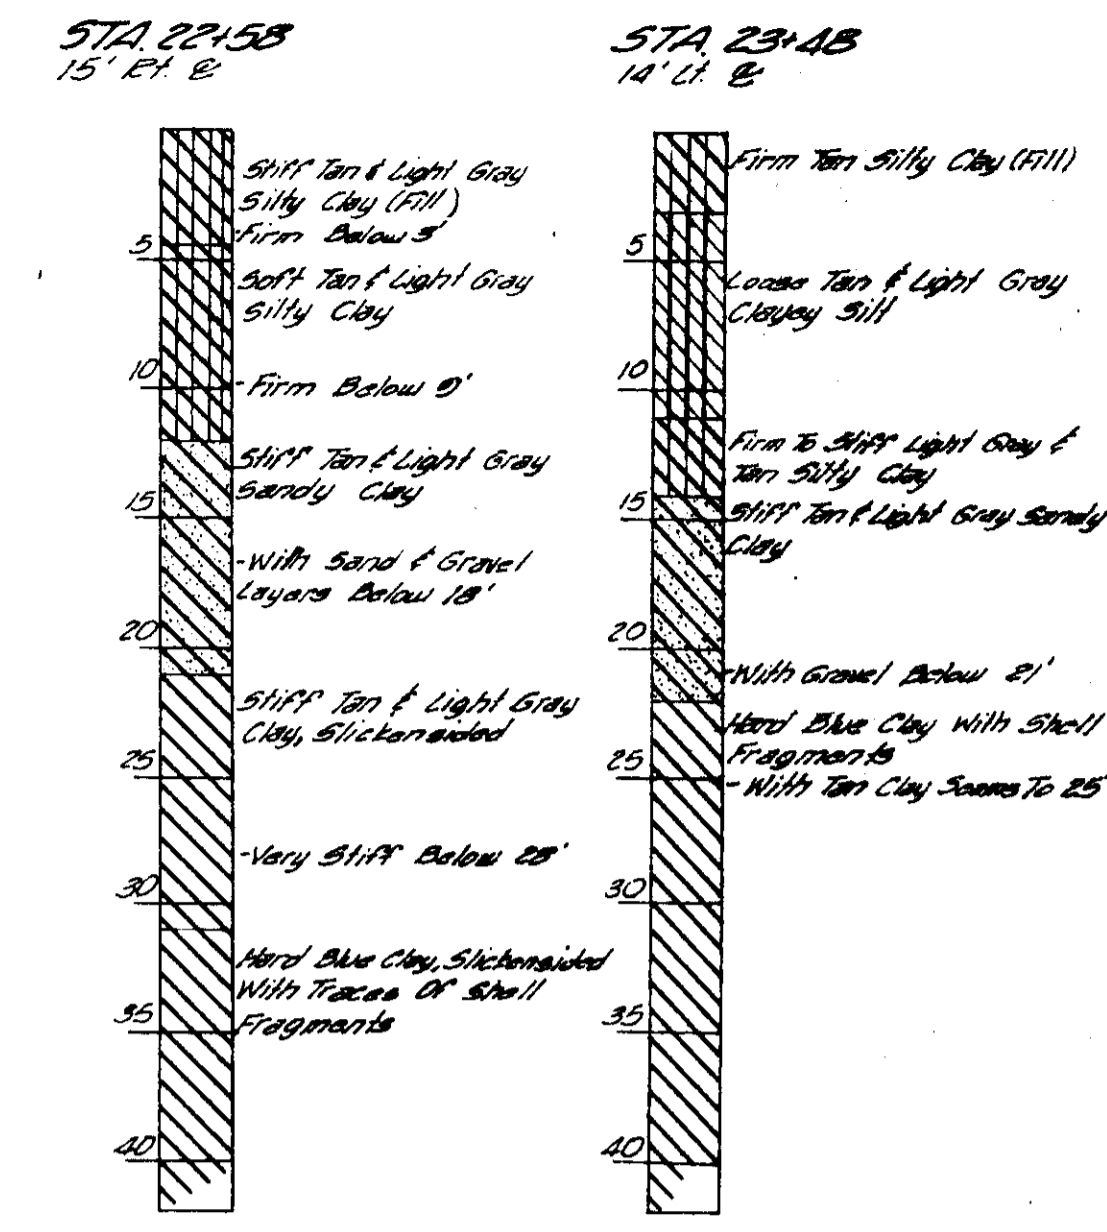 STA. 22+58
15' Rt. ℄
Stiff Tan & Light Gray
Silty Clay (Fill)
-Firm Below 3'
5
Soft Tan & Light Gray
Silty Clay
10
-Firm Below 9'
Stiff Tan & Light Gray
Sandy Clay
15
-With Sand & Gravel
Layers Below 18'
20
Stiff Tan & Light Gray
Clay, Slickensided
25
-Very Stiff Below 28'
30
Hard Blue Clay, Slickensided
With Traces Of Shell
Fragments
35
40
STA. 23+48
14' Lt. ℄
Firm Tan Silty Clay (Fill)
5
Loose Tan & Light Gray
Clayey Silt
10
Firm To Stiff Light Gray &
Tan Silty Clay
15
Stiff Tan & Light Gray Sandy
Clay
20
-With Gravel Below 21'
Hard Blue Clay With Shell
Fragments
25
-With Tan Clay Seams To 25'
30
35
40